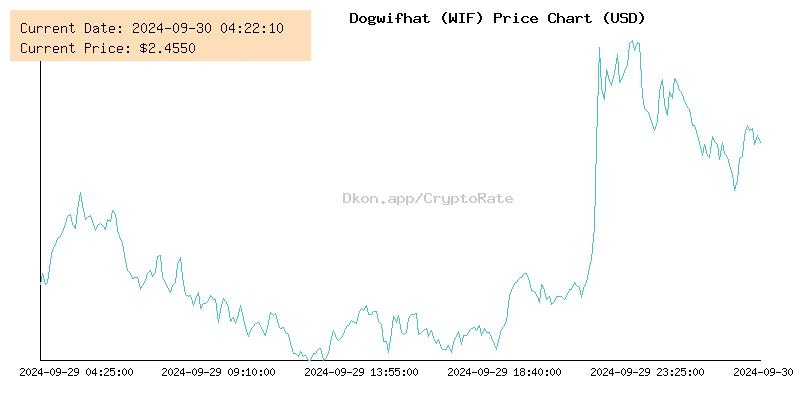 Dogwifhat (WIF) Price Chart (USD)
Current Date: 2024-09-30 04:22:10
Current Price: $2.4550
Dkon.app/CryptoRate
2024-09-29 04:25:00 2024-09-29 09:10:00 2024-09-29 13:55:00 2024-09-29 18:40:00 2024-09-29 23:25:00 2024-09-30